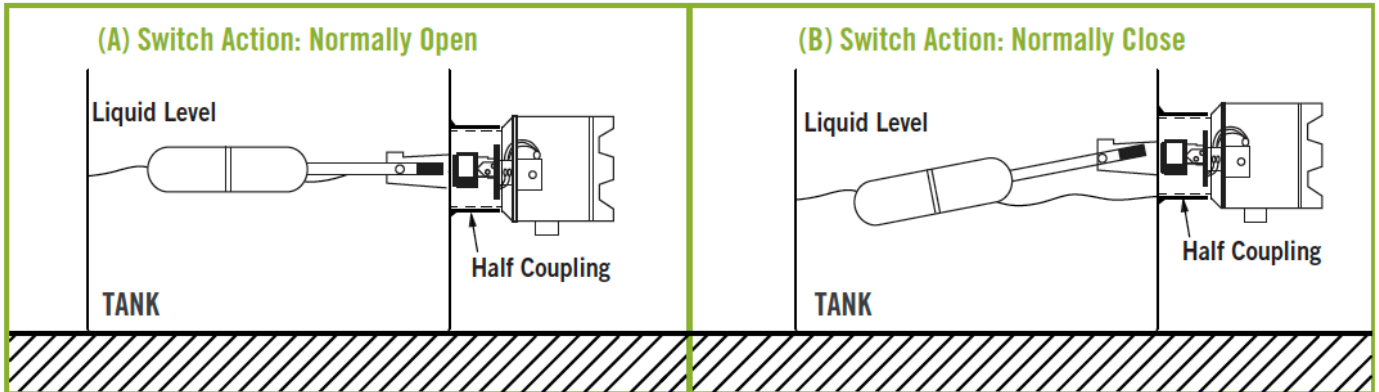 (A) Switch Action: Normally Open
Liquid Level
Half Coupling
TANK
(B) Switch Action: Normally Close
Liquid Level
Half Coupling
TANK